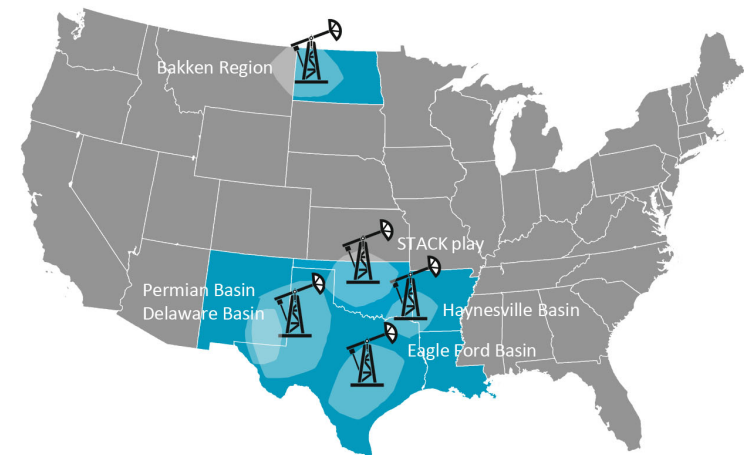 Bakken Region
STACK play
Permian Basin
Delaware Basin
Haynesville Basin
Eagle Ford Basin